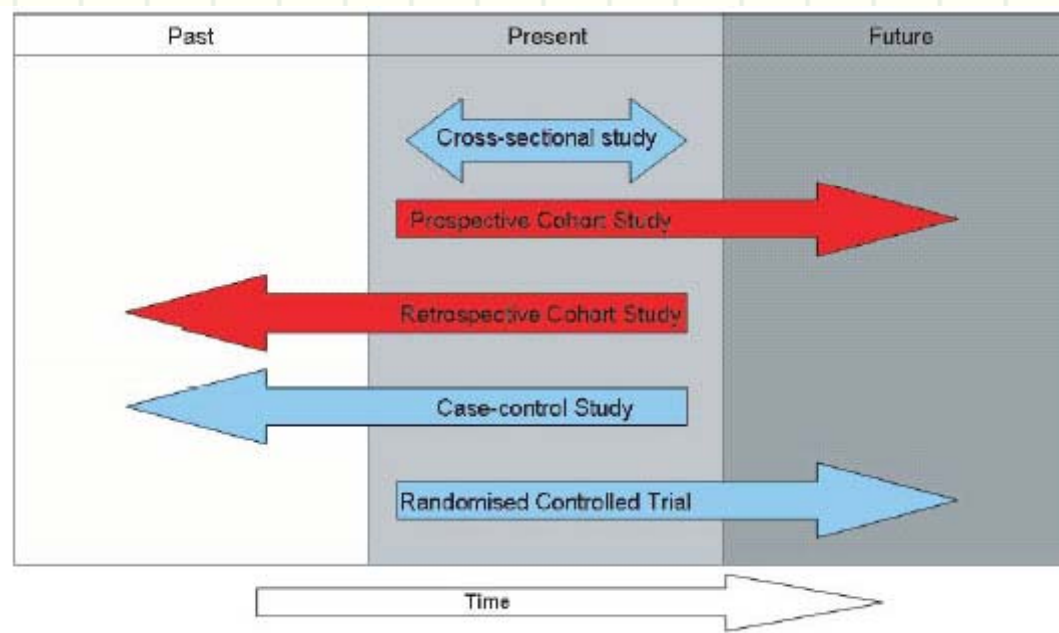 Past
Present
Future
Cross-sectional study
Prospective Cohort Study
Retrospective Cohort Study
Case-control Study
Randomised Controlled Trial
Time